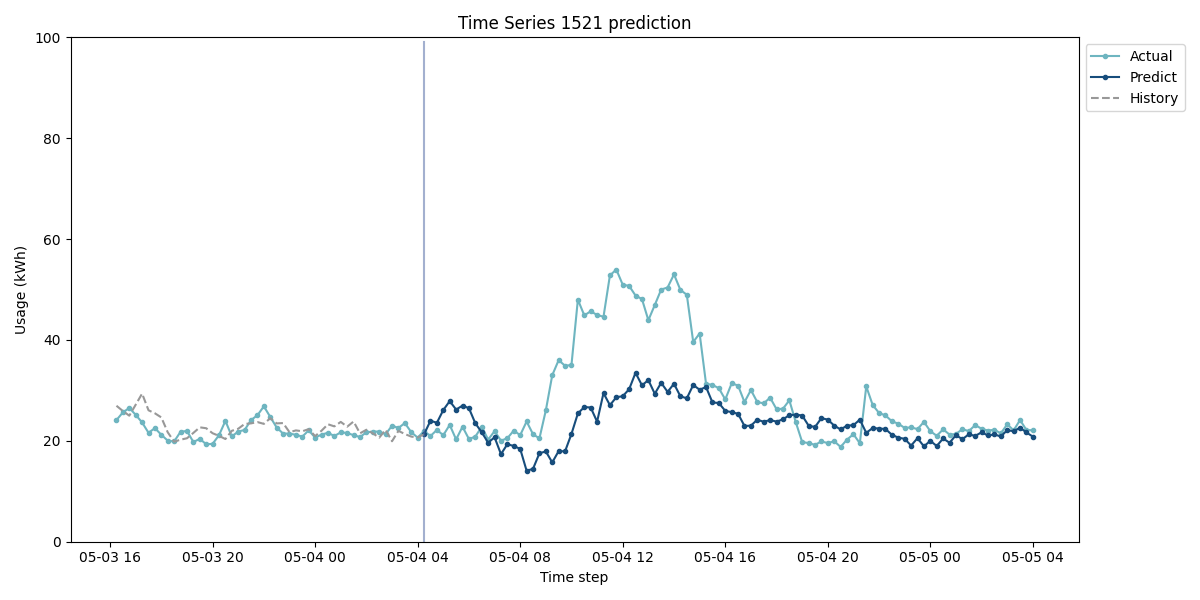 Time Series 1521 prediction
Usage (kWh)
100
80
60
40
20
0
05-03 16 05-03 20 05-04 00 05-04 04 05-04 08 05-04 12 05-04 16 05-04 20 05-05 00 05-05 04
Time step
Actual
Predict
History